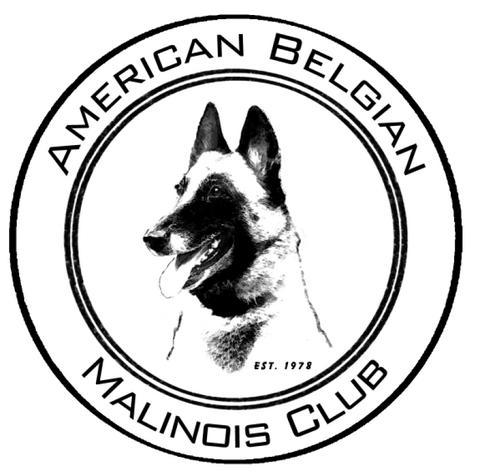 AMERICAN BELGIAN
EST. 1978
MALINOIS CLUB